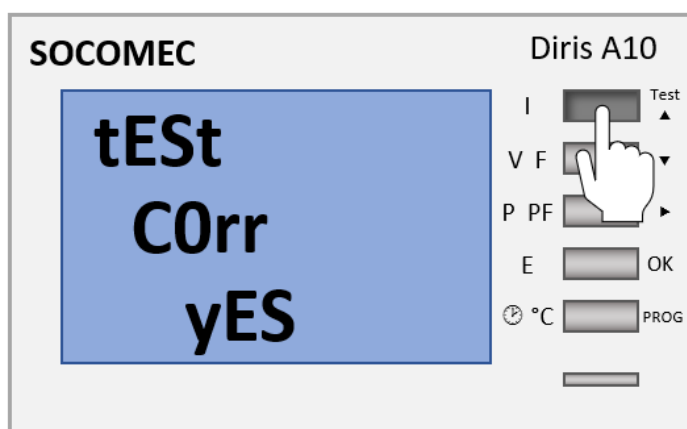 SOCOMEC Diris A10
tESt
C0rr
yES
I Test ▲
V F ▼
P PF ►
E OK
°C PROG